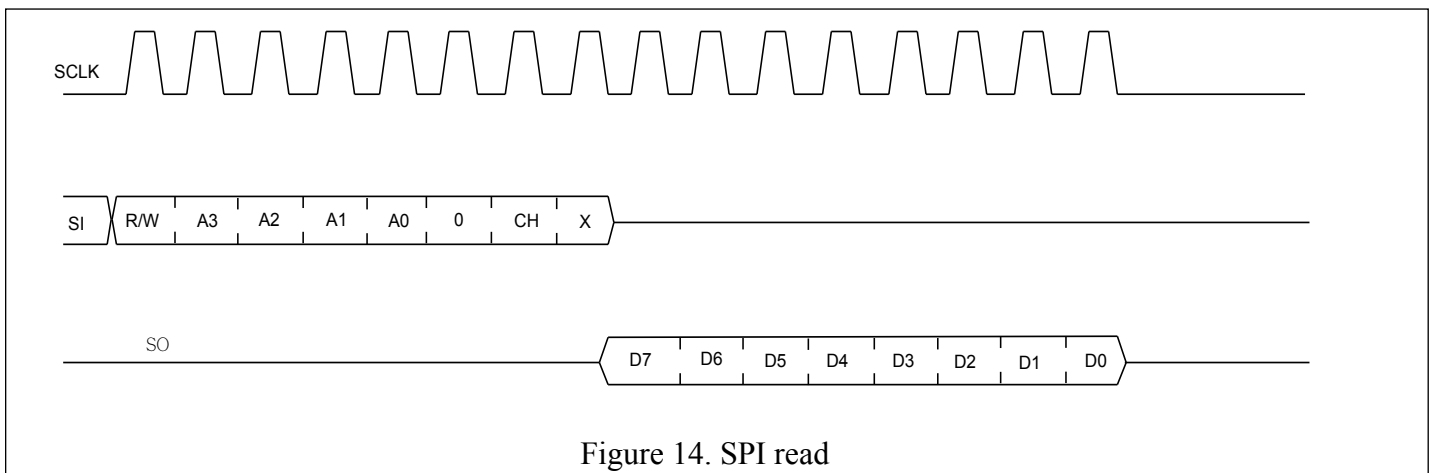 SCLK
SI R/W A3 A2 A1 A0 0 CH X
SO
D7 D6 D5 D4 D3 D2 D1 D0
Figure 14. SPI read